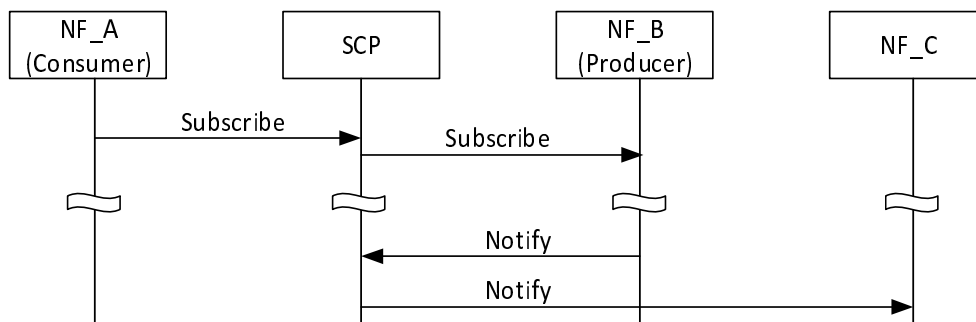 NF_A
(Consumer)
SCP
NF_B
(Producer)
NF_C
Subscribe
Subscribe
Notify
Notify